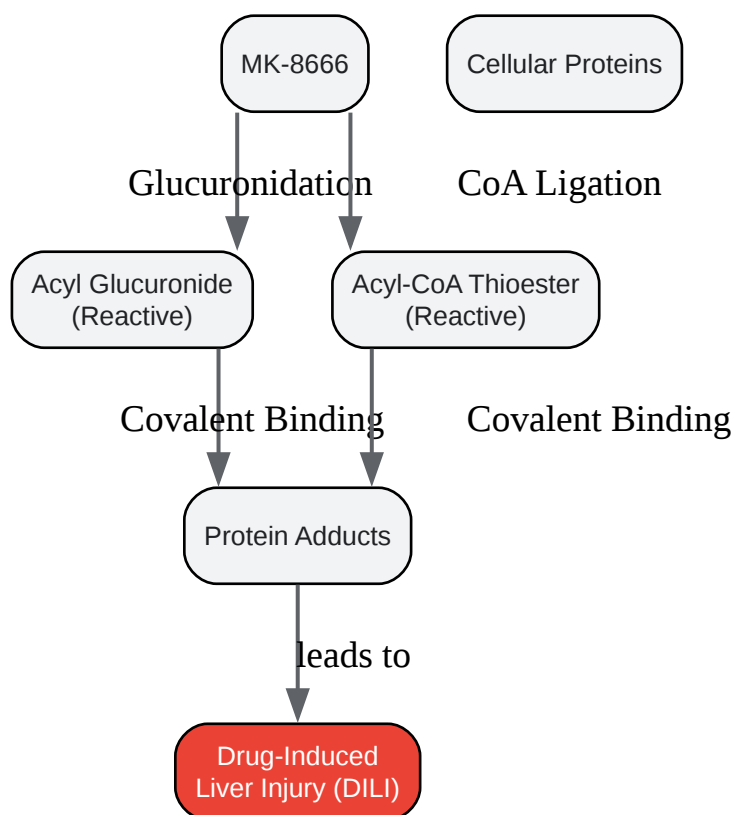 MK-8666
Cellular Proteins
Glucuronidation
CoA Ligation
Acyl Glucuronide
(Reactive)
Acyl-CoA Thioester
(Reactive)
Covalent Binding
Covalent Binding
Protein Adducts
leads to
Drug-Induced
Liver Injury (DILI)